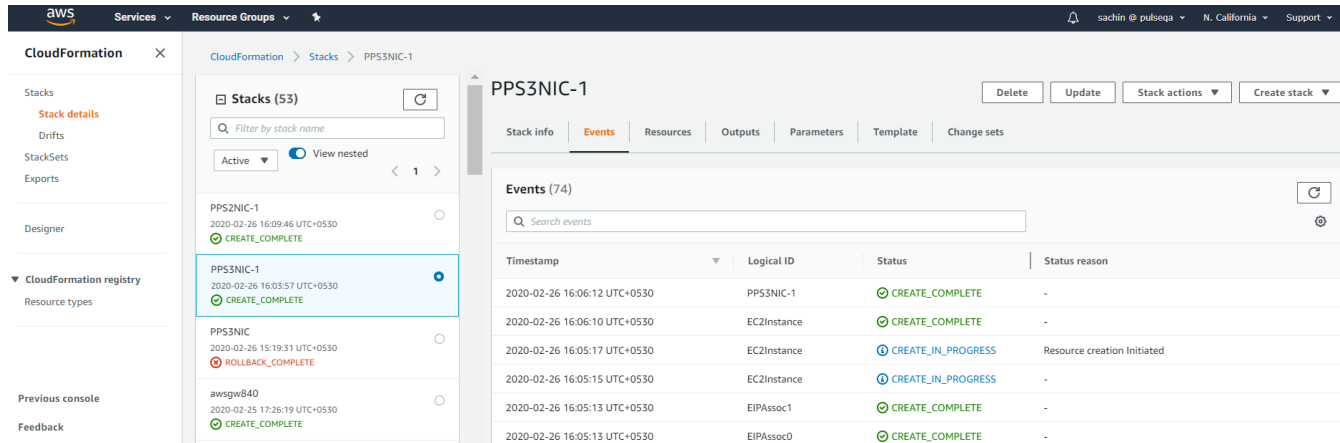 aws Services Resource Groups sachin @ pulseqa N. California Support
CloudFormation
Stacks
Stack details
Drifts
StackSets
Exports
Designer
CloudFormation registry
Resource types
Previous console
Feedback
CloudFormation > Stacks > PPS3NIC-1
Stacks (53)
Filter by stack name
Active View nested
< 1 >
PPS2NIC-1
2020-02-26 16:09:46 UTC+0530
CREATE_COMPLETE
PPS3NIC-1
2020-02-26 16:03:57 UTC+0530
CREATE_COMPLETE
PPS3NIC
2020-02-26 15:19:31 UTC+0530
ROLLBACK_COMPLETE
awsgw840
2020-02-25 17:26:19 UTC+0530
CREATE_COMPLETE
PPS3NIC-1
Delete Update Stack actions Create stack
Stack info Events Resources Outputs Parameters Template Change sets
Events (74)
Search events
Timestamp Logical ID Status Status reason
2020-02-26 16:06:12 UTC+0530 PPS3NIC-1 CREATE_COMPLETE -
2020-02-26 16:06:10 UTC+0530 EC2Instance CREATE_COMPLETE -
2020-02-26 16:05:17 UTC+0530 EC2Instance CREATE_IN_PROGRESS Resource creation Initiated
2020-02-26 16:05:15 UTC+0530 EC2Instance CREATE_IN_PROGRESS -
2020-02-26 16:05:13 UTC+0530 EIPAssoc1 CREATE_COMPLETE -
2020-02-26 16:05:13 UTC+0530 EIPAssoc0 CREATE_COMPLETE -